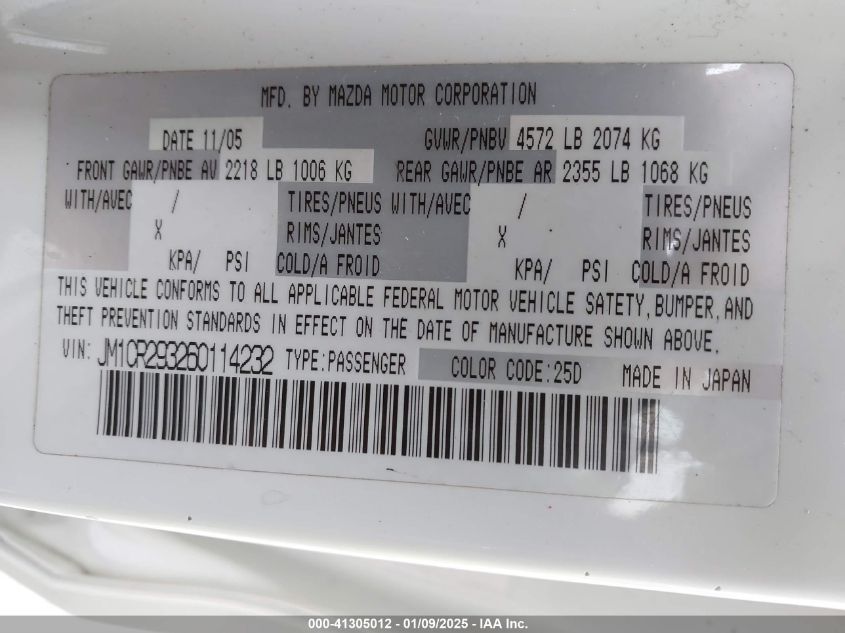 MFD. BY MAZDA MOTOR CORPORATION
DATE 11/05 GVWR/PNBV 4572 LB 2074 KG
FRONT GAWR/PNBE AV 2218 LB 1006 KG REAR GAWR/PNBE AR 2355 LB 1068 KG
WITH/AVEC / TIRES/PNEUS WITH/AVEC / TIRES/PNEUS
X RIMS/JANTES X RIMS/JANTES
KPA/ PSI COLD/A FROID KPA/ PSI COLD/A FROID
THIS VEHICLE CONFORMS TO ALL APPLICABLE FEDERAL MOTOR VEHICLE SAFETY, BUMPER, AND
THEFT PREVENTION STANDARDS IN EFFECT ON THE DATE OF MANUFACTURE SHOWN ABOVE.
VIN: JM1CR293260114232 TYPE:PASSENGER COLOR CODE:25D MADE IN JAPAN
000-41305012 - 01/09/2025 - IAA Inc.